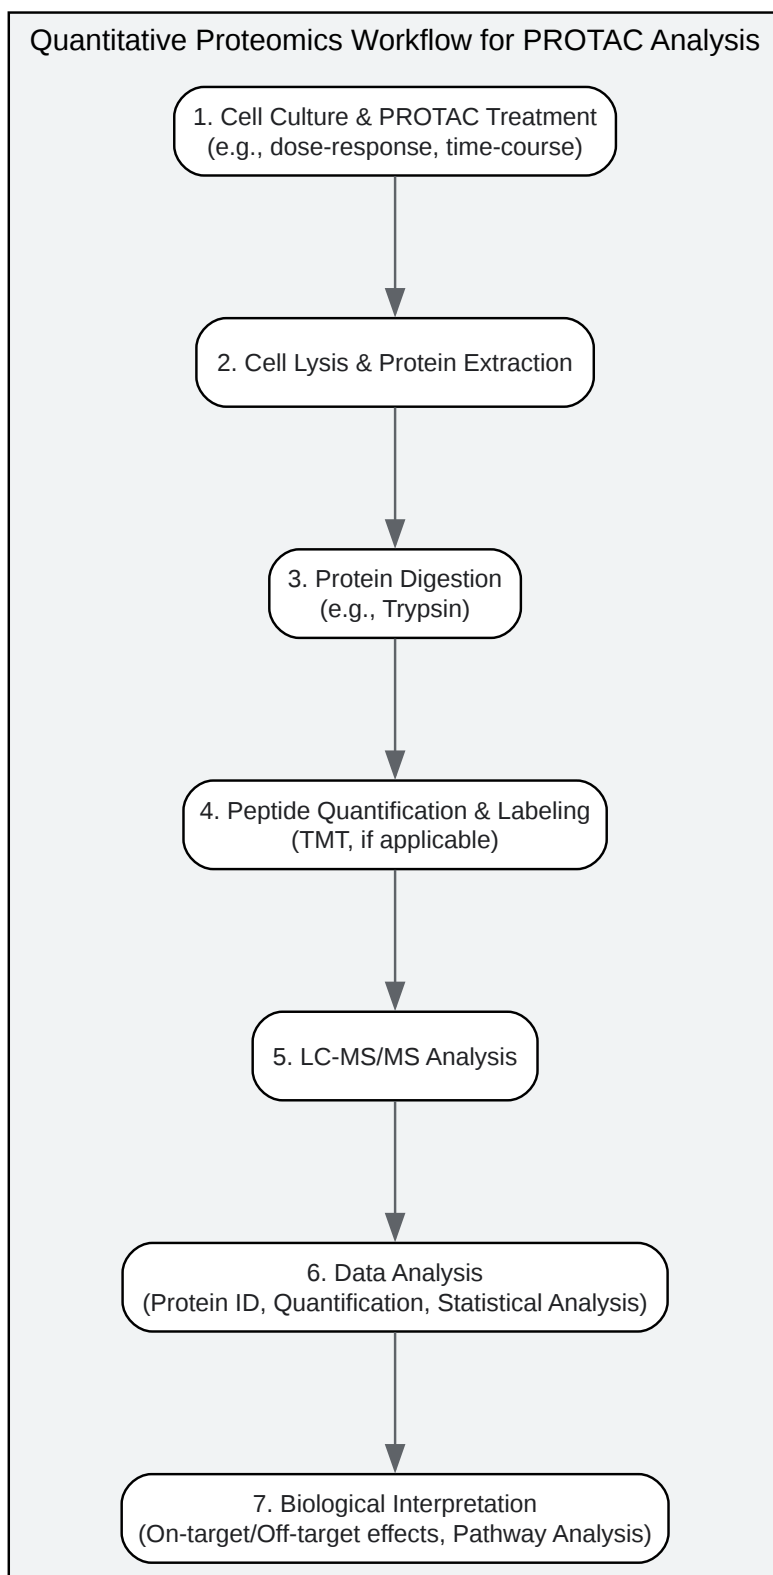 Quantitative Proteomics Workflow for PROTAC Analysis
1. Cell Culture & PROTAC Treatment
(e.g., dose-response, time-course)
2. Cell Lysis & Protein Extraction
3. Protein Digestion
(e.g., Trypsin)
4. Peptide Quantification & Labeling
(TMT, if applicable)
5. LC-MS/MS Analysis
6. Data Analysis
(Protein ID, Quantification, Statistical Analysis)
7. Biological Interpretation
(On-target/Off-target effects, Pathway Analysis)